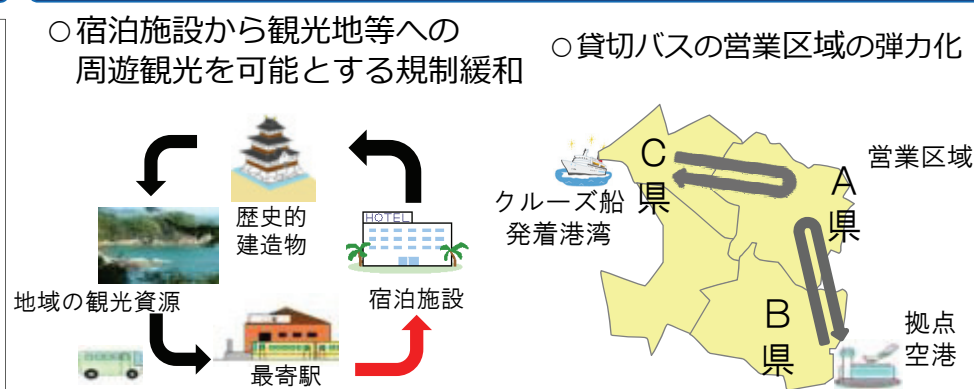 ○宿泊施設から観光地等への
周遊観光を可能とする規制緩和
HOTEL
歴史的
建造物
地域の観光資源
宿泊施設
最寄駅
○貸切バスの営業区域の弾力化
営業区域
C県
A県
クルーズ船
発着港湾
B県
拠点
空港